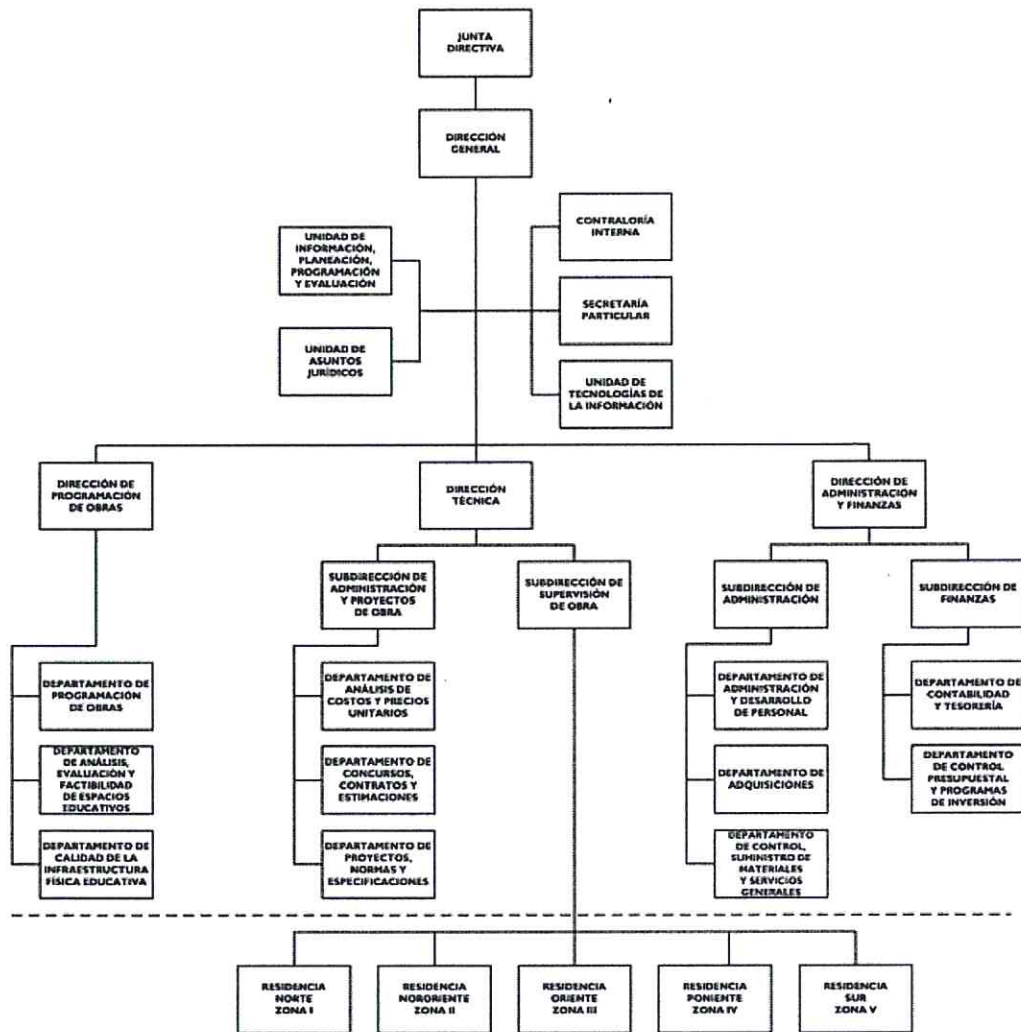 JUNTA
DIRECTIVA
DIRECCIÓN
GENERAL
UNIDAD DE
INFORMACIÓN,
PLANEACIÓN,
PROGRAMACIÓN
Y EVALUACIÓN
CONTRALORÍA
INTERNA
SECRETARÍA
PARTICULAR
UNIDAD DE
ASUNTOS
JURÍDICOS
UNIDAD DE
TECNOLOGÍAS DE
LA INFORMACIÓN
DIRECCIÓN DE
PROGRAMACIÓN
DE OBRAS
DIRECCIÓN
TÉCNICA
DIRECCIÓN DE
ADMINISTRACIÓN
Y FINANZAS
SUBDIRECCIÓN DE
ADMINISTRACIÓN
Y PROYECTOS
DE OBRA
SUBDIRECCIÓN DE
SUPERVISIÓN
DE OBRA
SUBDIRECCIÓN DE
ADMINISTRACIÓN
SUBDIRECCIÓN DE
FINANZAS
DEPARTAMENTO DE
PROGRAMACIÓN
DE OBRAS
DEPARTAMENTO DE
ANÁLISIS DE
COSTOS Y PRECIOS
UNITARIOS
DEPARTAMENTO DE
ADMINISTRACIÓN
Y DESARROLLO
DE PERSONAL
DEPARTAMENTO DE
CONTABILIDAD
Y TESORERÍA
DEPARTAMENTO
DE ANÁLISIS,
EVALUACIÓN Y
FACTIBILIDAD
DE ESPACIOS
EDUCATIVOS
DEPARTAMENTO DE
CONCURSOS,
CONTRATOS Y
ESTIMACIONES
DEPARTAMENTO DE
ADQUISICIONES
DEPARTAMENTO
DE CONTROL
PRESUPUESTAL
Y PROGRAMAS
DE INVERSIÓN
DEPARTAMENTO DE
CALIDAD DE LA
INFRAESTRUCTURA
FÍSICA EDUCATIVA
DEPARTAMENTO DE
PROYECTOS,
NORMAS Y
ESPECIFICACIONES
DEPARTAMENTO
DE CONTROL,
SUMINISTRO DE
MATERIALES
Y SERVICIOS
GENERALES
RESIDENCIA
NORTE
ZONA I
RESIDENCIA
NORORIENTE
ZONA II
RESIDENCIA
ORIENTE
ZONA III
RESIDENCIA
PONIENTE
ZONA IV
RESIDENCIA
SUR
ZONA V